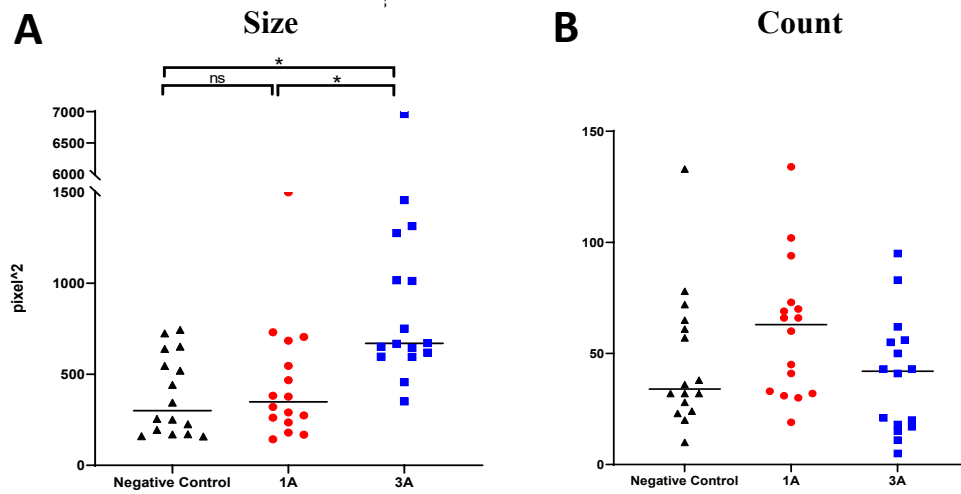 A
Size
*
ns
*
7000
6500
6000
1500
1000
500
0
pixel^2
Negative Control
1A
3A
B
Count
150
100
50
0
Negative Control
1A
3A